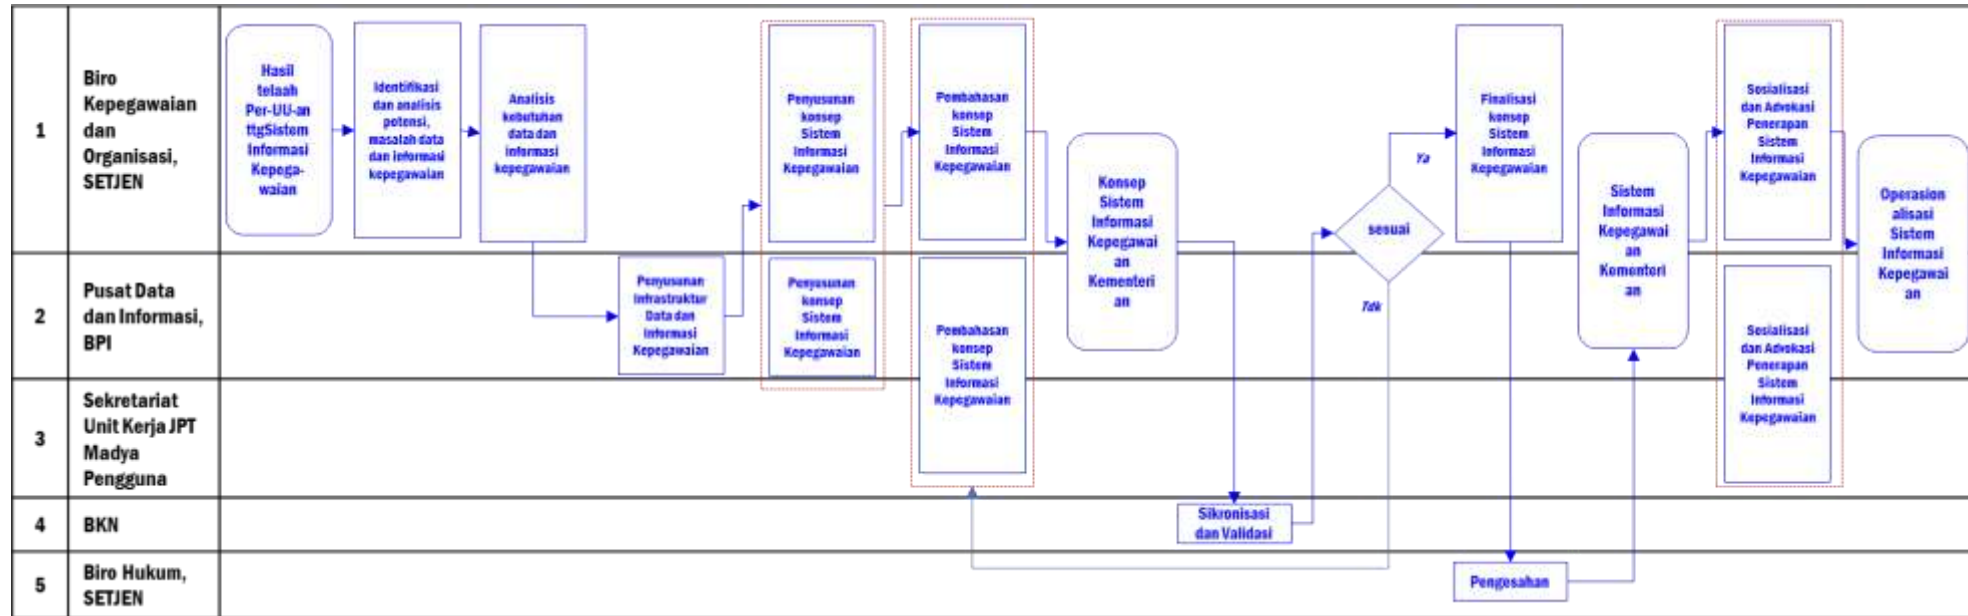 1
Biro
Kepegawaian
dan
Organisasi,
SETJEN
Hasil
telaah
Per-UU-an
ttgSistem
Informasi
Kepega-
waian
Identifikasi
dan analisis
potensi,
masalah data
dan informasi
kepegawaian
Analisis
kebutuhan
data dan
informasi
kepegawaian
Penyusunan
konsep
Sistem
Informasi
Kepegawaian
Pembahasan
konsep
Sistem
Informasi
Kepegawaian
Konsep
Sistem
Informasi
Kepegawai
an
Kementeri
an
sesuai
Ya
Tdk
Finalisasi
konsep
Sistem
Informasi
Kepegawaian
Sistem
Informasi
Kepegawai
an
Kementeri
an
Sosialisasi
dan Advokasi
Penerapan
Sistem
Informasi
Kepegawaian
Operasion
alisasi
Sistem
Informasi
Kepegawai
an
2
Pusat Data
dan Informasi,
BPI
Penyusunan
Infrastruktur
Data dan
Informasi
Kepegawaian
Penyusunan
konsep
Sistem
Informasi
Kepegawaian
Pembahasan
konsep
Sistem
Informasi
Kepegawaian
Sosialisasi
dan Advokasi
Penerapan
Sistem
Informasi
Kepegawaian
3
Sekretariat
Unit Kerja JPT
Madya
Pengguna
4
BKN
Sikronisasi
dan Validasi
5
Biro Hukum,
SETJEN
Pengesahan